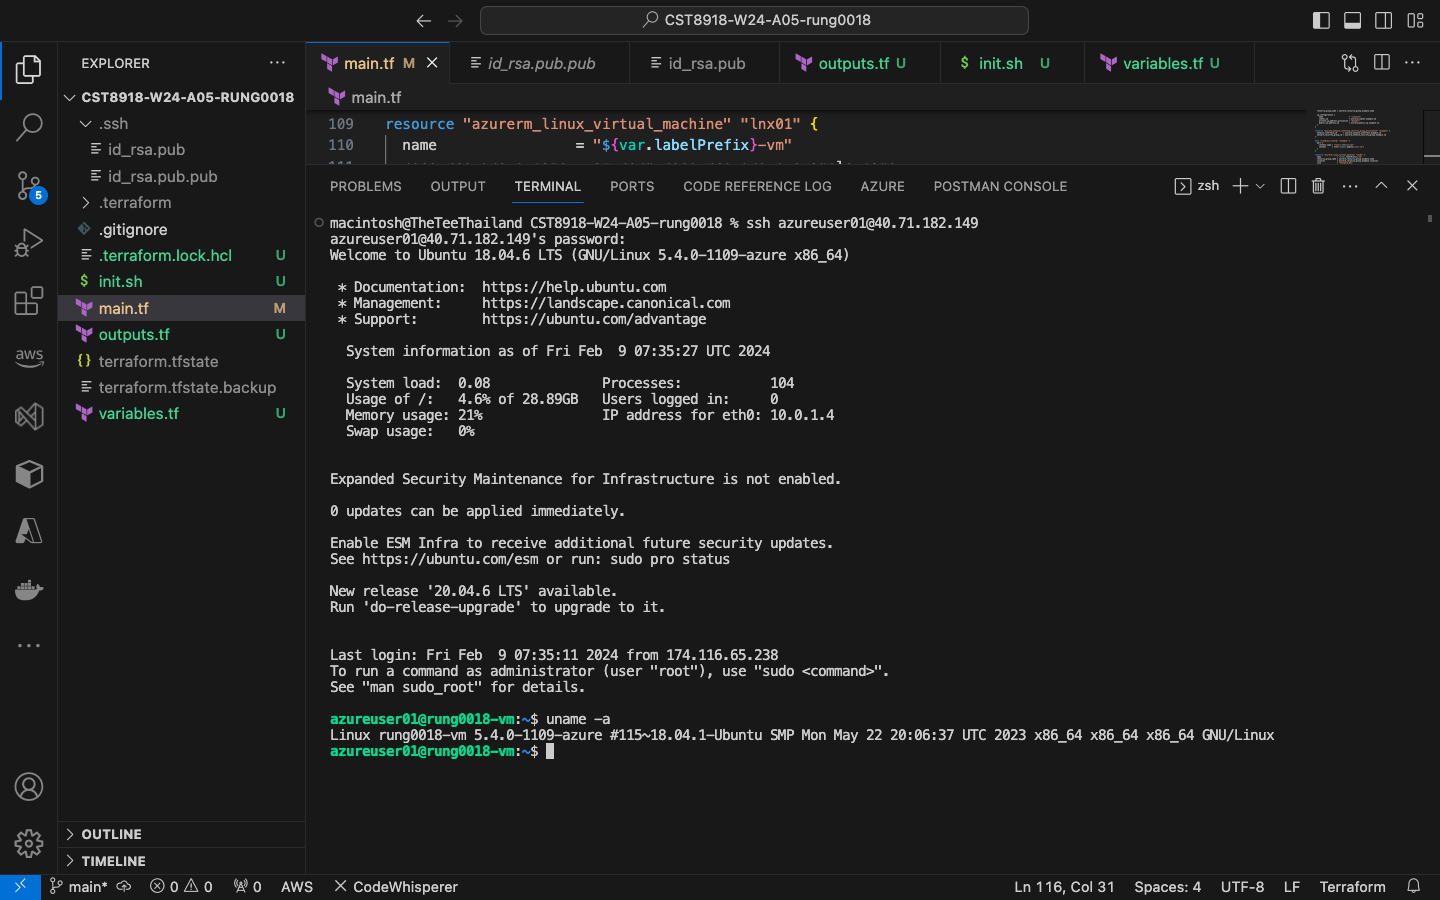 CST8918-W24-A05-rung0018
EXPLORER
CST8918-W24-A05-RUNG0018
.ssh
id_rsa.pub
id_rsa.pub.pub
.terraform
.gitignore
.terraform.lock.hcl U
$ init.sh U
main.tf M
outputs.tf U
{} terraform.tfstate
terraform.tfstate.backup
variables.tf U
OUTLINE
TIMELINE
5
aws
main.tf M
id_rsa.pub.pub
id_rsa.pub
outputs.tf U
$ init.sh U
variables.tf U
main.tf
109 resource "azurerm_linux_virtual_machine" "lnx01" {
110 name = "${var.labelPrefix}-vm"
PROBLEMS OUTPUT TERMINAL PORTS CODE REFERENCE LOG AZURE POSTMAN CONSOLE
zsh
macintosh@TheTeeThailand CST8918-W24-A05-rung0018 % ssh azureuser01@40.71.182.149
azureuser01@40.71.182.149's password:
Welcome to Ubuntu 18.04.6 LTS (GNU/Linux 5.4.0-1109-azure x86_64)
* Documentation: https://help.ubuntu.com
* Management: https://landscape.canonical.com
* Support: https://ubuntu.com/advantage
System information as of Fri Feb 9 07:35:27 UTC 2024
System load: 0.08 Processes: 104
Usage of /: 4.6% of 28.89GB Users logged in: 0
Memory usage: 21% IP address for eth0: 10.0.1.4
Swap usage: 0%
Expanded Security Maintenance for Infrastructure is not enabled.
0 updates can be applied immediately.
Enable ESM Infra to receive additional future security updates.
See https://ubuntu.com/esm or run: sudo pro status
New release '20.04.6 LTS' available.
Run 'do-release-upgrade' to upgrade to it.
Last login: Fri Feb 9 07:35:11 2024 from 174.116.65.238
To run a command as administrator (user "root"), use "sudo <command>".
See "man sudo_root" for details.
azureuser01@rung0018-vm:~$ uname -a
Linux rung0018-vm 5.4.0-1109-azure #115~18.04.1-Ubuntu SMP Mon May 22 20:06:37 UTC 2023 x86_64 x86_64 x86_64 GNU/Linux
azureuser01@rung0018-vm:~$
main* 0 0 0 AWS CodeWhisperer Ln 116, Col 31 Spaces: 4 UTF-8 LF Terraform